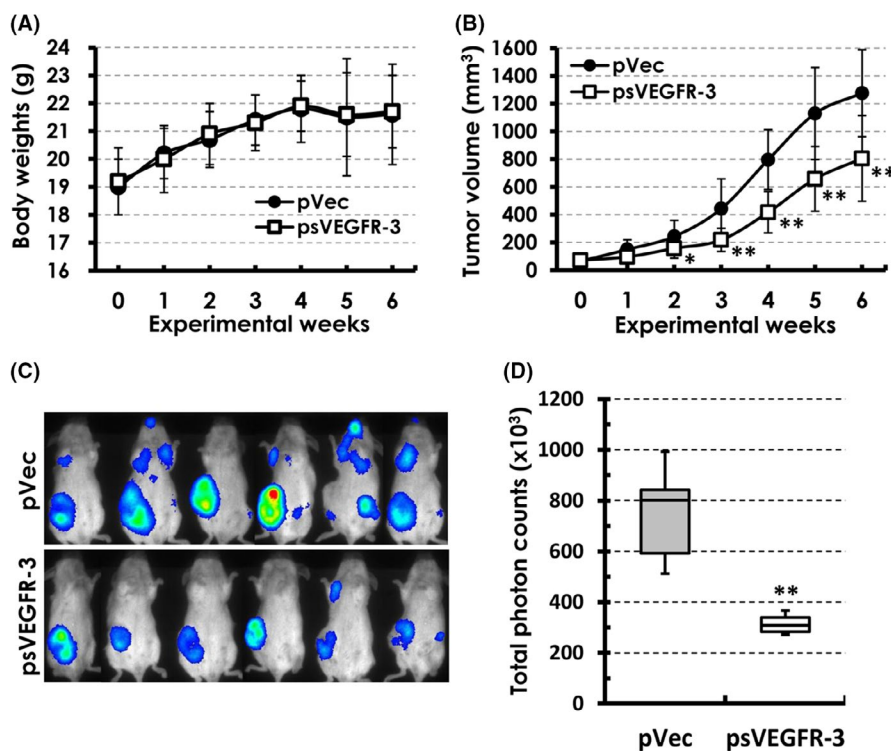 (A)
24
23
22
21
20
19
18
17
16
Body weights (g)
pVec
psVEGFR-3
0 1 2 3 4 5 6
Experimental weeks
(B)
1600
1400
1200
1000
800
600
400
200
0
Tumor volume (mm³)
pVec
psVEGFR-3
*
**
**
**
**
0 1 2 3 4 5 6
Experimental weeks
(C)
pVec
psVEGFR-3
(D)
1200
1000
800
600
400
200
0
Total photon counts (x10³)
**
pVec psVEGFR-3